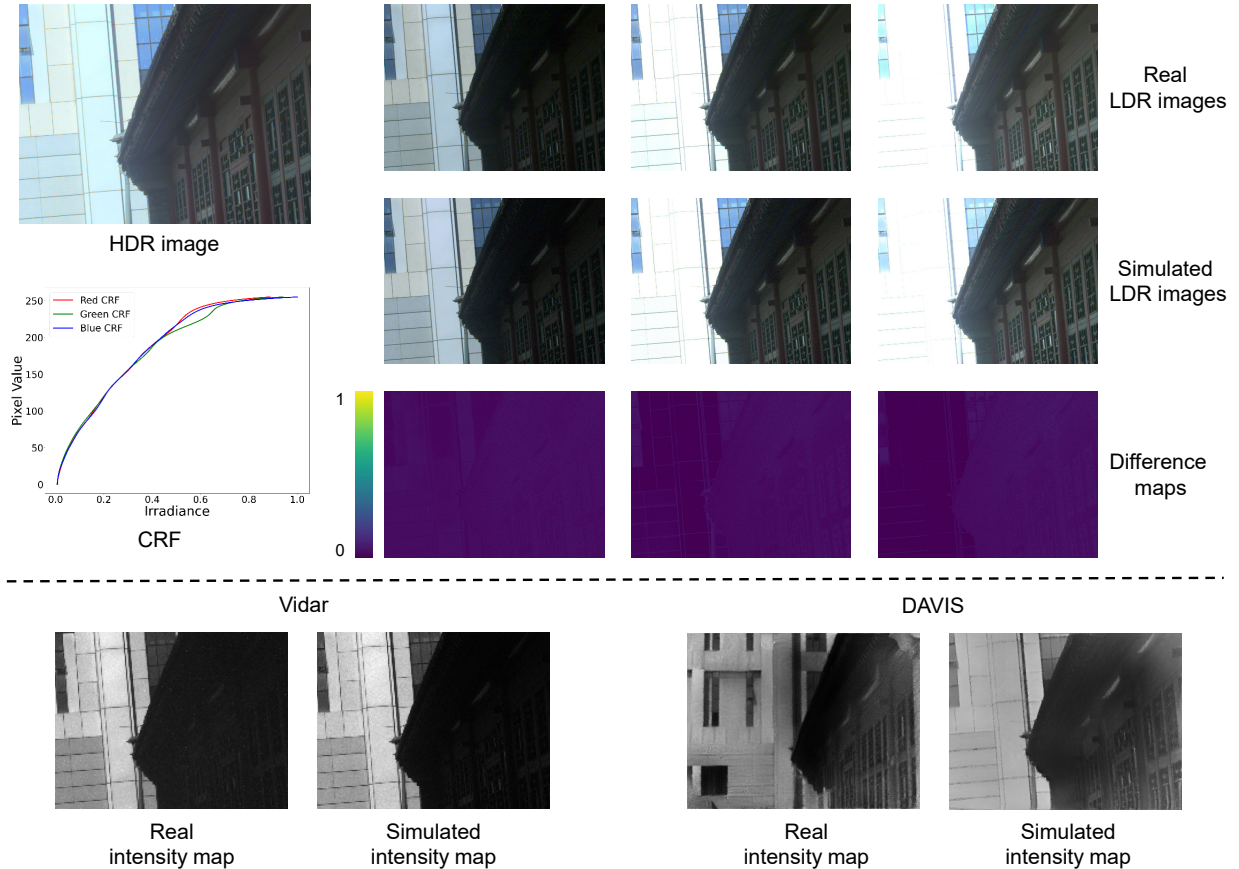 Real
LDR images
HDR image
Simulated
LDR images
Red CRF
Green CRF
Blue CRF
250
200
150
100
50
0
Pixel Value
0.0 0.2 0.4 0.6 0.8 1.0
Irradiance
CRF
1
0
Difference
maps
Vidar
DAVIS
Real
intensity map
Simulated
intensity map
Real
intensity map
Simulated
intensity map